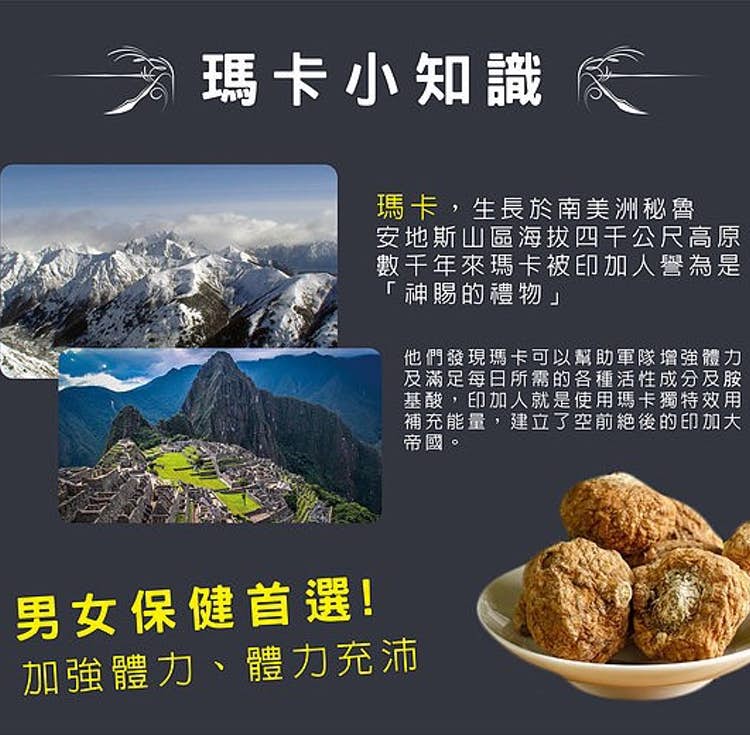 瑪卡小知識
瑪卡，生長於南美洲秘魯
安地斯山區海拔四千公尺高原
數千年來瑪卡被印加人譽為是
「神賜的禮物」
他們發現瑪卡可以幫助軍隊增強體力
及滿足每日所需的各種活性成分及胺
基酸，印加人就是使用瑪卡獨特效用
補充能量，建立了空前絕後的印加大
帝國。
男女保健首選!
加強體力、體力充沛